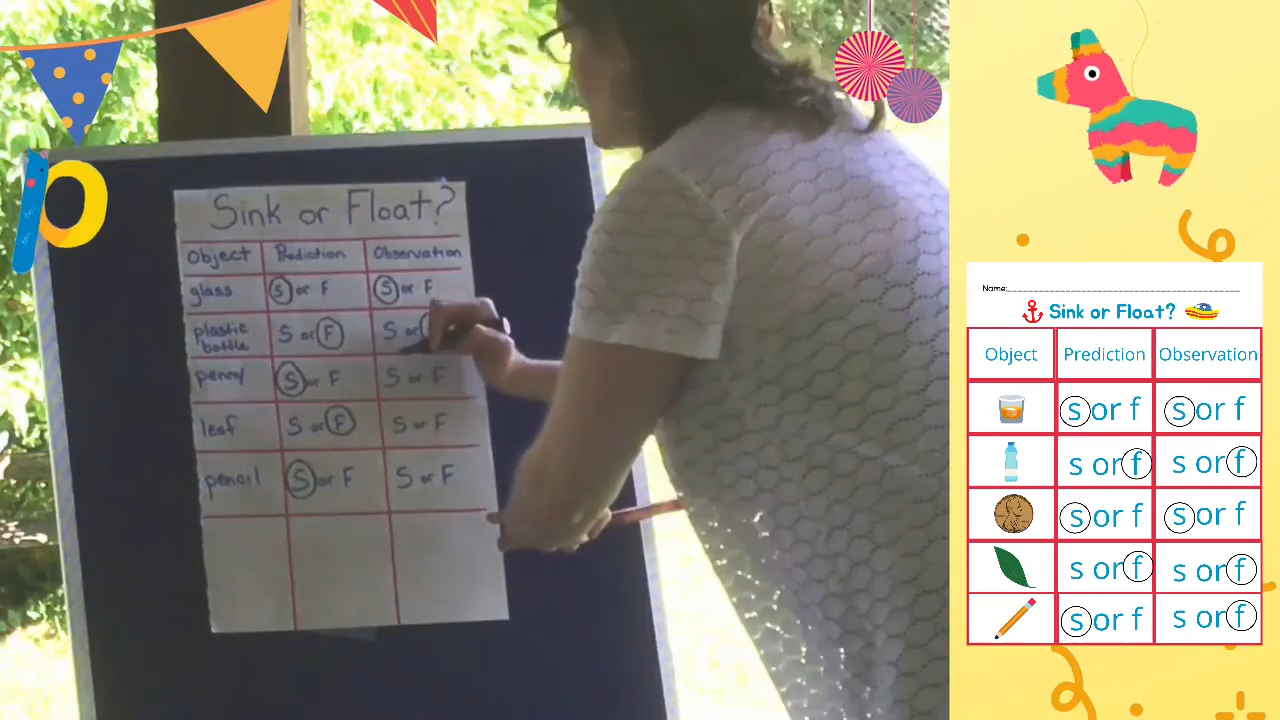 Sink or Float?
Object Prediction Observation
glass S or F S or F
plastic bottle S or F S or
penny S or F S or F
leaf S or F S or F
pencil S or F S or F
p
Name:
Sink or Float?
Object Prediction Observation
s or f s or f
s or f s or f
s or f s or f
s or f s or f
s or f s or f